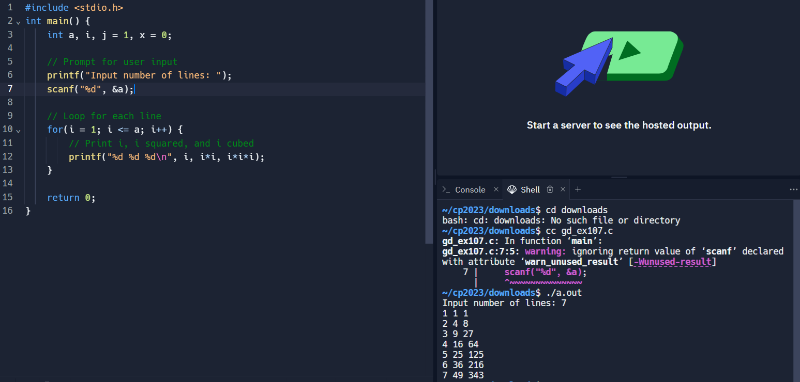 1 #include <stdio.h>
2 int main() {
3 int a, i, j = 1, x = 0;
4
5 // Prompt for user input
6 printf("Input number of lines: ");
7 scanf("%d", &a);
8
9 // Loop for each line
10 for(i = 1; i <= a; i++) {
11 // Print i, i squared, and i cubed
12 printf("%d %d %d\n", i, i*i, i*i*i);
13 }
14
15 return 0;
16 }
Start a server to see the hosted output.
>_ Console × Shell × +
~/cp2023/downloads$ cd downloads
bash: cd: downloads: No such file or directory
~/cp2023/downloads$ cc gd_ex107.c
gd_ex107.c: In function ‘main’:
gd_ex107.c:7:5: warning: ignoring return value of ‘scanf’ declared
with attribute ‘warn_unused_result’ [-Wunused-result]
7 | scanf("%d", &a);
| ^~~~~~~~~~~~~~~
~/cp2023/downloads$ ./a.out
Input number of lines: 7
1 1 1
2 4 8
3 9 27
4 16 64
5 25 125
6 36 216
7 49 343